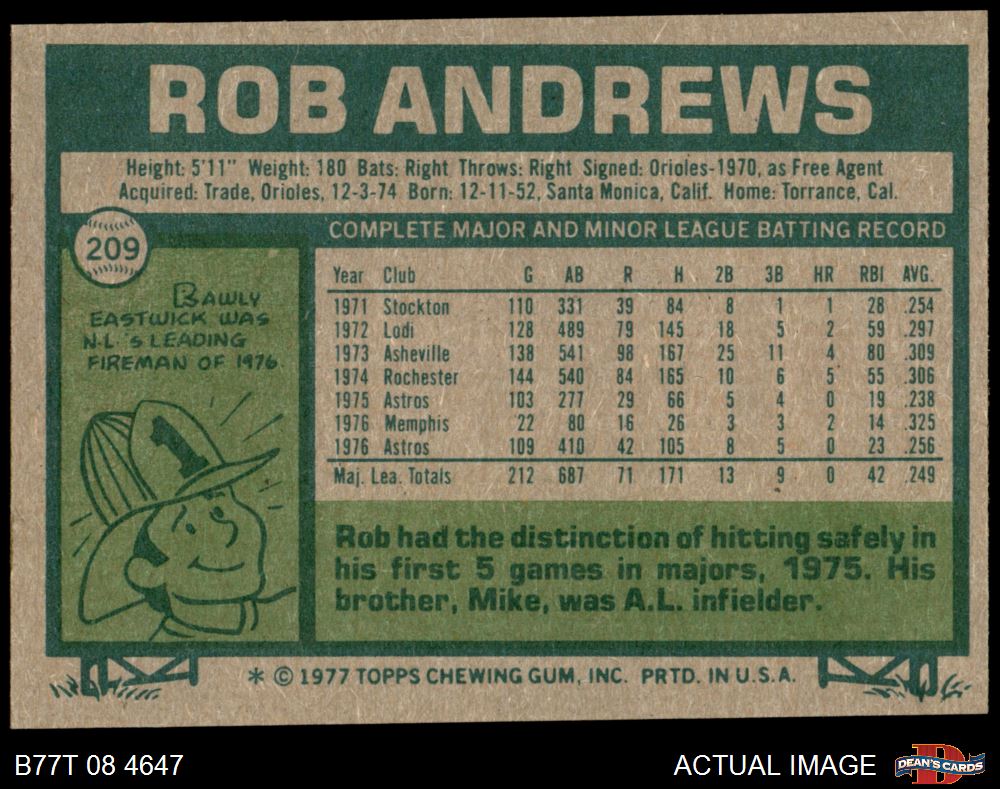 ROB ANDREWS
Height: 5'11" Weight: 180 Bats: Right Throws: Right Signed: Orioles-1970, as Free Agent
Acquired: Trade, Orioles, 12-3-74 Born: 12-11-52, Santa Monica, Calif. Home: Torrance, Cal.
209
BAWLY
EASTWICK WAS
N.L.'S LEADING
FIREMAN OF 1976.
1
COMPLETE MAJOR AND MINOR LEAGUE BATTING RECORD
Year Club G AB R H 2B 3B HR RBI AVG.
1971 Stockton 110 331 39 84 8 1 1 28 .254
1972 Lodi 128 489 79 145 18 5 2 59 .297
1973 Asheville 138 541 98 167 25 11 4 80 .309
1974 Rochester 144 540 84 165 10 6 5 55 .306
1975 Astros 103 277 29 66 5 4 0 19 .238
1976 Memphis 22 80 16 26 3 3 2 14 .325
1976 Astros 109 410 42 105 8 5 0 23 .256
Maj. Lea. Totals 212 687 71 171 13 9 0 42 .249
Rob had the distinction of hitting safely in
his first 5 games in majors, 1975. His
brother, Mike, was A.L. infielder.
* © 1977 TOPPS CHEWING GUM, INC. PRTD. IN U.S.A.
B77T 08 4647
ACTUAL IMAGE
D
DEAN'S CARDS